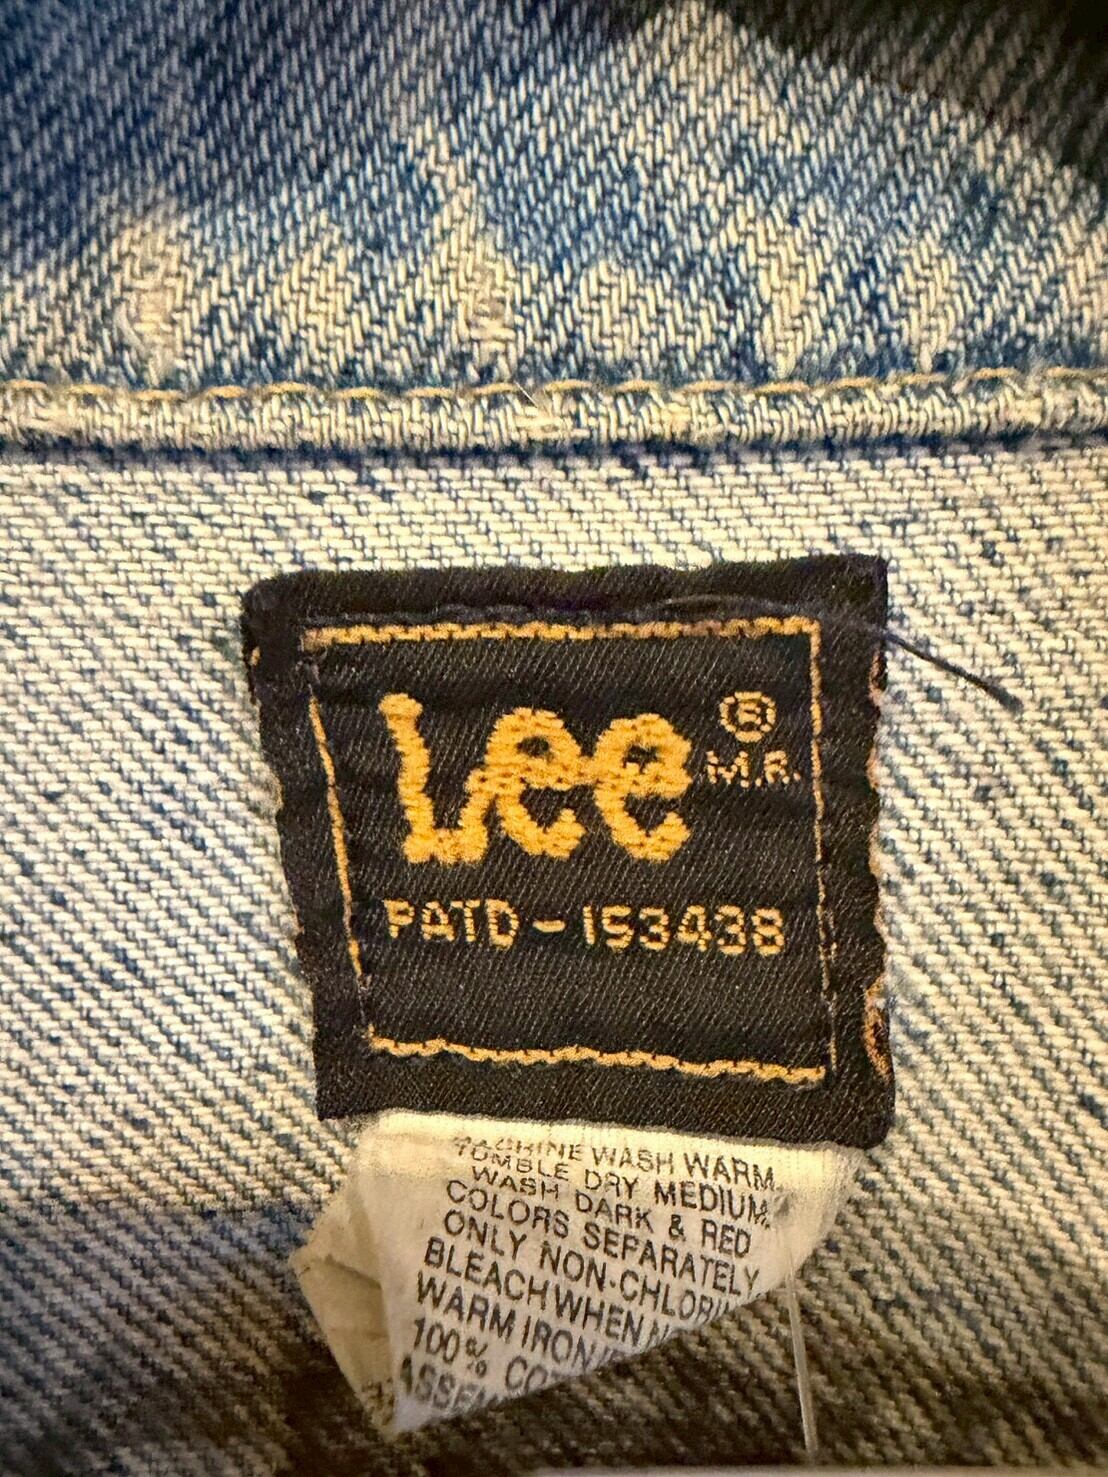 Lee ®
M.R.
PATD-153438
MACHINE WASH WARM.
TUMBLE DRY MEDIUM.
WASH DARK & RED
COLORS SEPARATELY
ONLY NON-CHLORI
BLEACH WHEN N
WARM IRON
100%
ASSEM